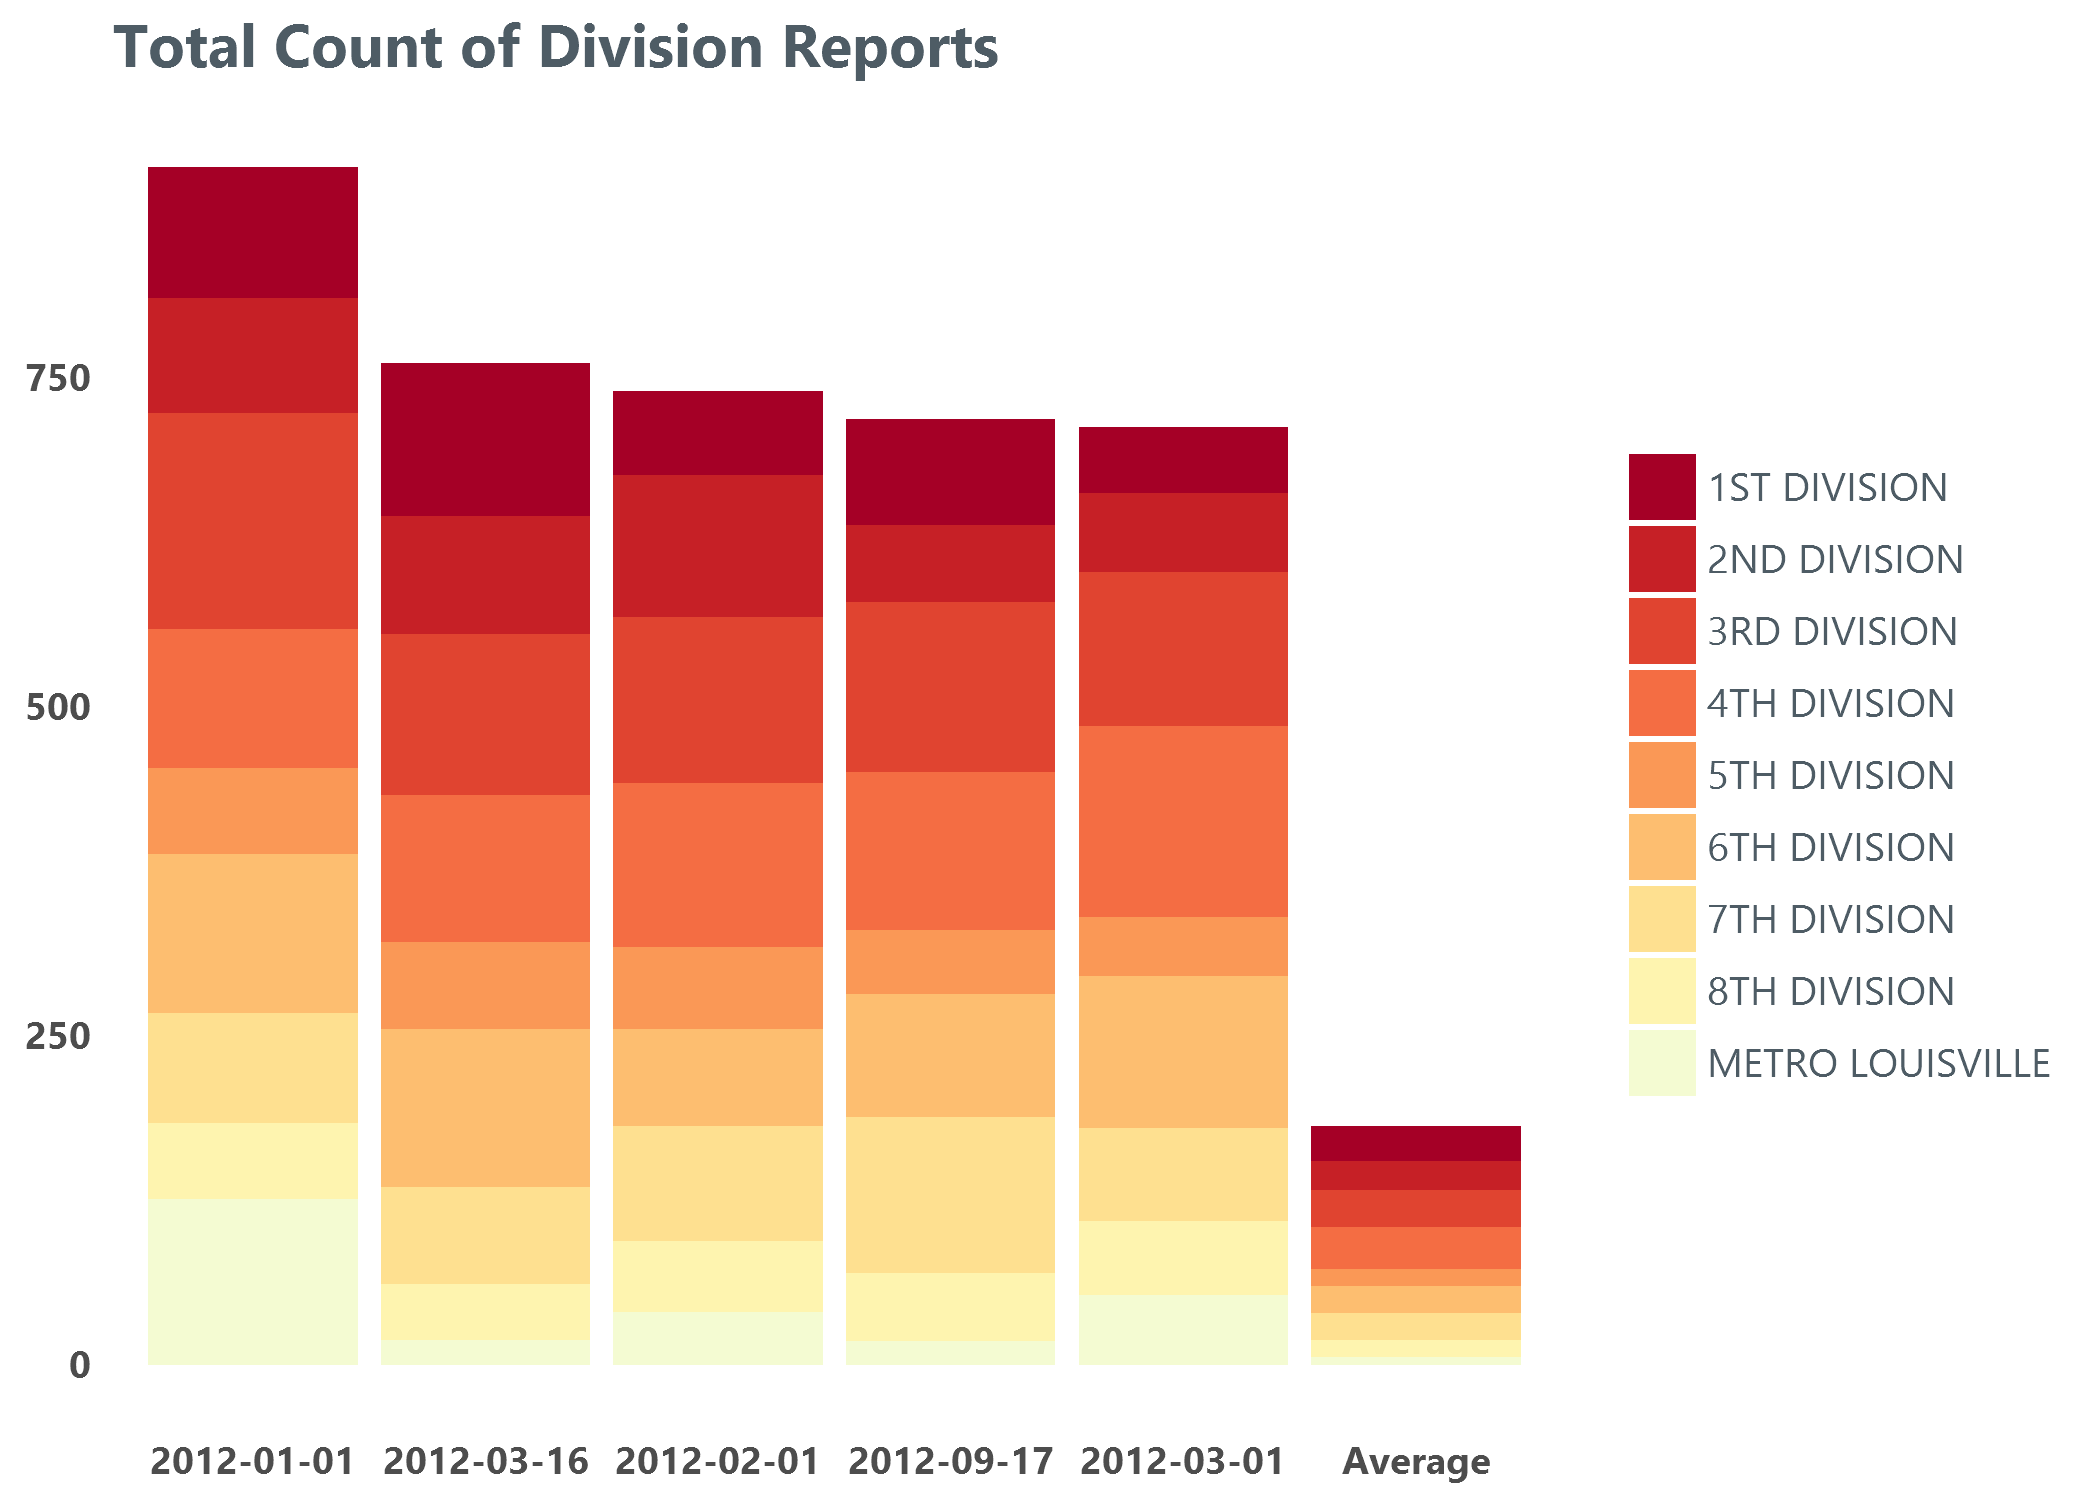 Total Count of Division Reports
750
500
250
0
2012-01-01
2012-03-16
2012-02-01
2012-09-17
2012-03-01
Average
1ST DIVISION
2ND DIVISION
3RD DIVISION
4TH DIVISION
5TH DIVISION
6TH DIVISION
7TH DIVISION
8TH DIVISION
METRO LOUISVILLE